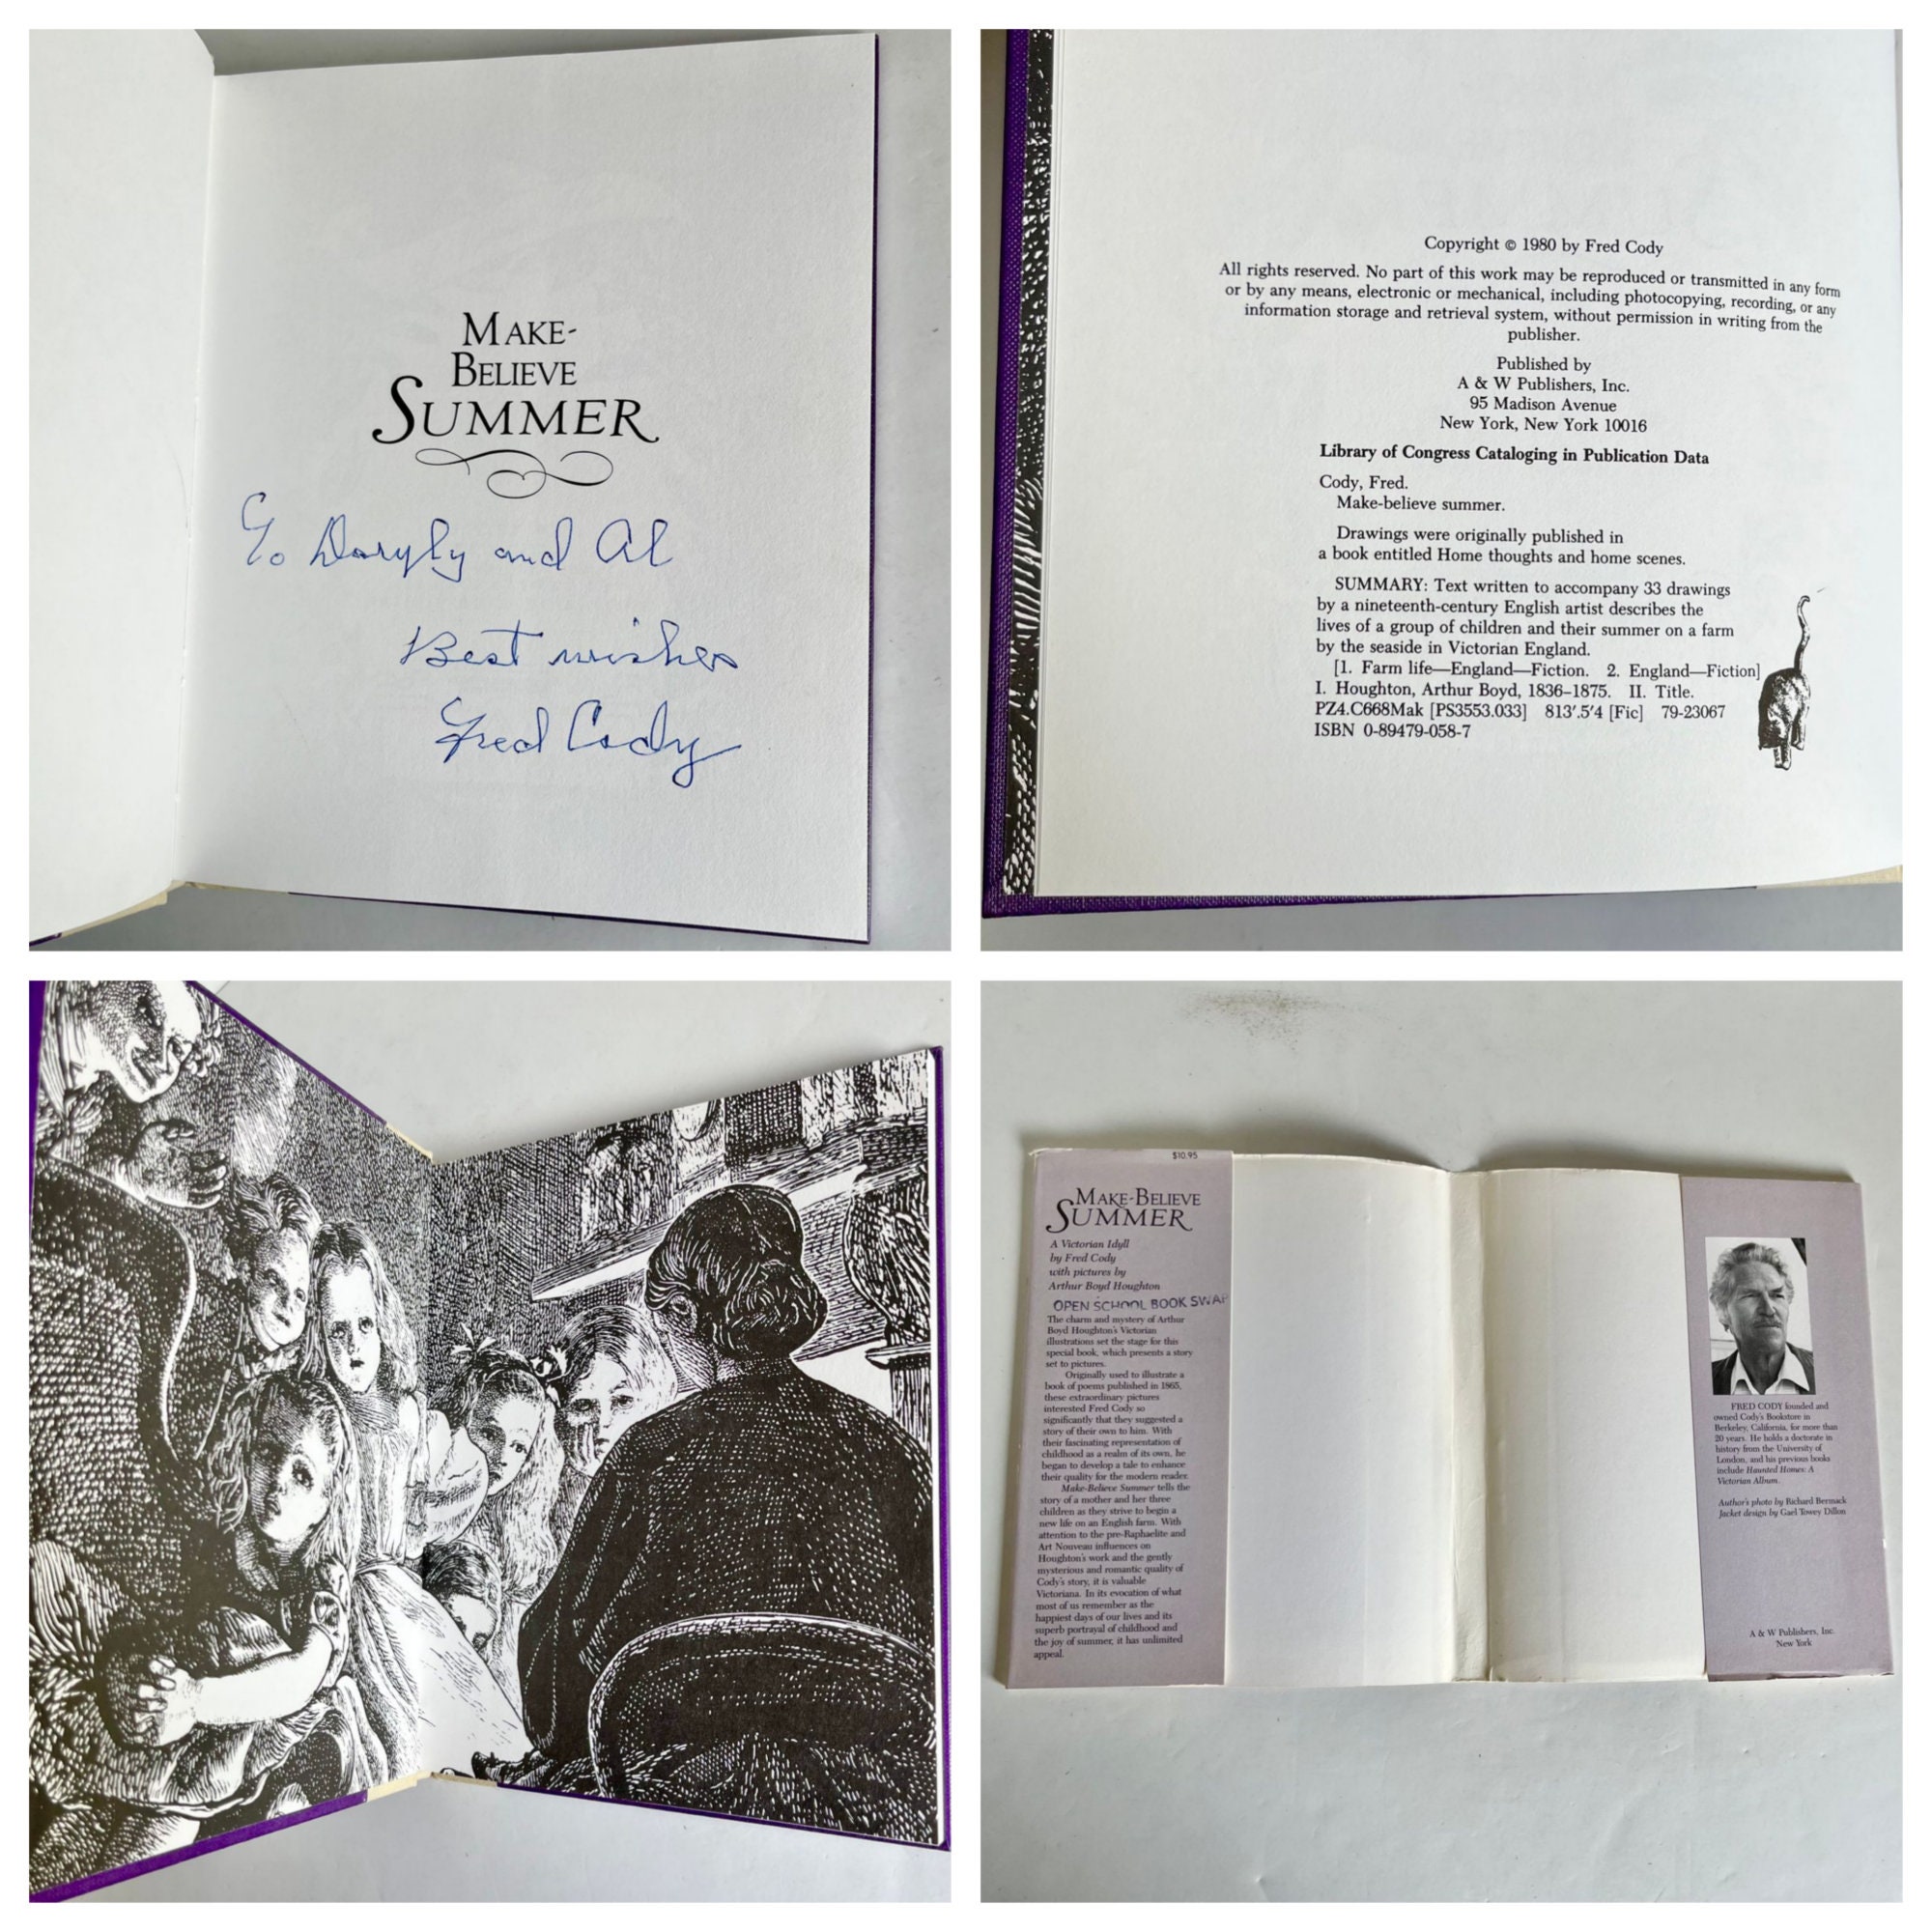 MAKE-
BELIEVE
SUMMER
To and Al
Best wishes
Fred Cody
Copyright © 1980 by Fred Cody
All rights reserved. No part of this work may be reproduced or transmitted in any form
or by any means, electronic or mechanical, including photocopying, recording, or any
information storage and retrieval system, without permission in writing from the
publisher.
Published by
A & W Publishers, Inc.
95 Madison Avenue
New York, New York 10016
Library of Congress Cataloging in Publication Data
Cody, Fred.
Make-believe summer.
Drawings were originally published in
a book entitled Home thoughts and home scenes.
SUMMARY: Text written to accompany 33 drawings
by a nineteenth-century English artist describes the
lives of a group of children and their summer on a farm
by the seaside in Victorian England.
[1. Farm life—England—Fiction. 2. England—Fiction]
I. Houghton, Arthur Boyd, 1836–1875. II. Title.
PZ4.C668Mak [PS3553.033] 813'.5'4 [Fic] 79-23067
ISBN 0-89479-058-7
$10.95
MAKE-BELIEVE
SUMMER
A Victorian Idyll
by Fred Cody
with pictures by
Arthur Boyd Houghton
OPEN SCHOOL BOOK SWAP
The charm and mystery of Arthur
Boyd Houghton's Victorian
illustrations set the stage for this
special book, which presents a story
set to pictures.
Originally used to illustrate a
book of poems published in 1865,
these extraordinary pictures
interested Fred Cody so
significantly that they suggested a
story of their own to him. With
their fascinating representation of
childhood as a realm of its own, he
began to develop a tale to enhance
their quality for the modern reader.
Make-Believe Summer tells the
story of a mother and her three
children as they strive to begin a
new life on an English farm. With
attention to the pre-Raphaelite and
Art Nouveau influences on
Houghton's work and the gently
mysterious and romantic quality of
Cody's story, it is valuable
Victoriana. In its evocation of what
most of us remember as the
happiest days of our lives and its
superb portrayal of childhood and
the joy of summer, it has unlimited
appeal.
FRED CODY founded and
owned Cody's Bookstore in
Berkeley, California, for more than
20 years. He holds a doctorate in
history from the University of
London, and his previous books
include Haunted Homes: A
Victorian Album.
Author's photo by Richard Bermack
Jacket design by Gael Towey Dillon
A & W Publishers, Inc.
New York